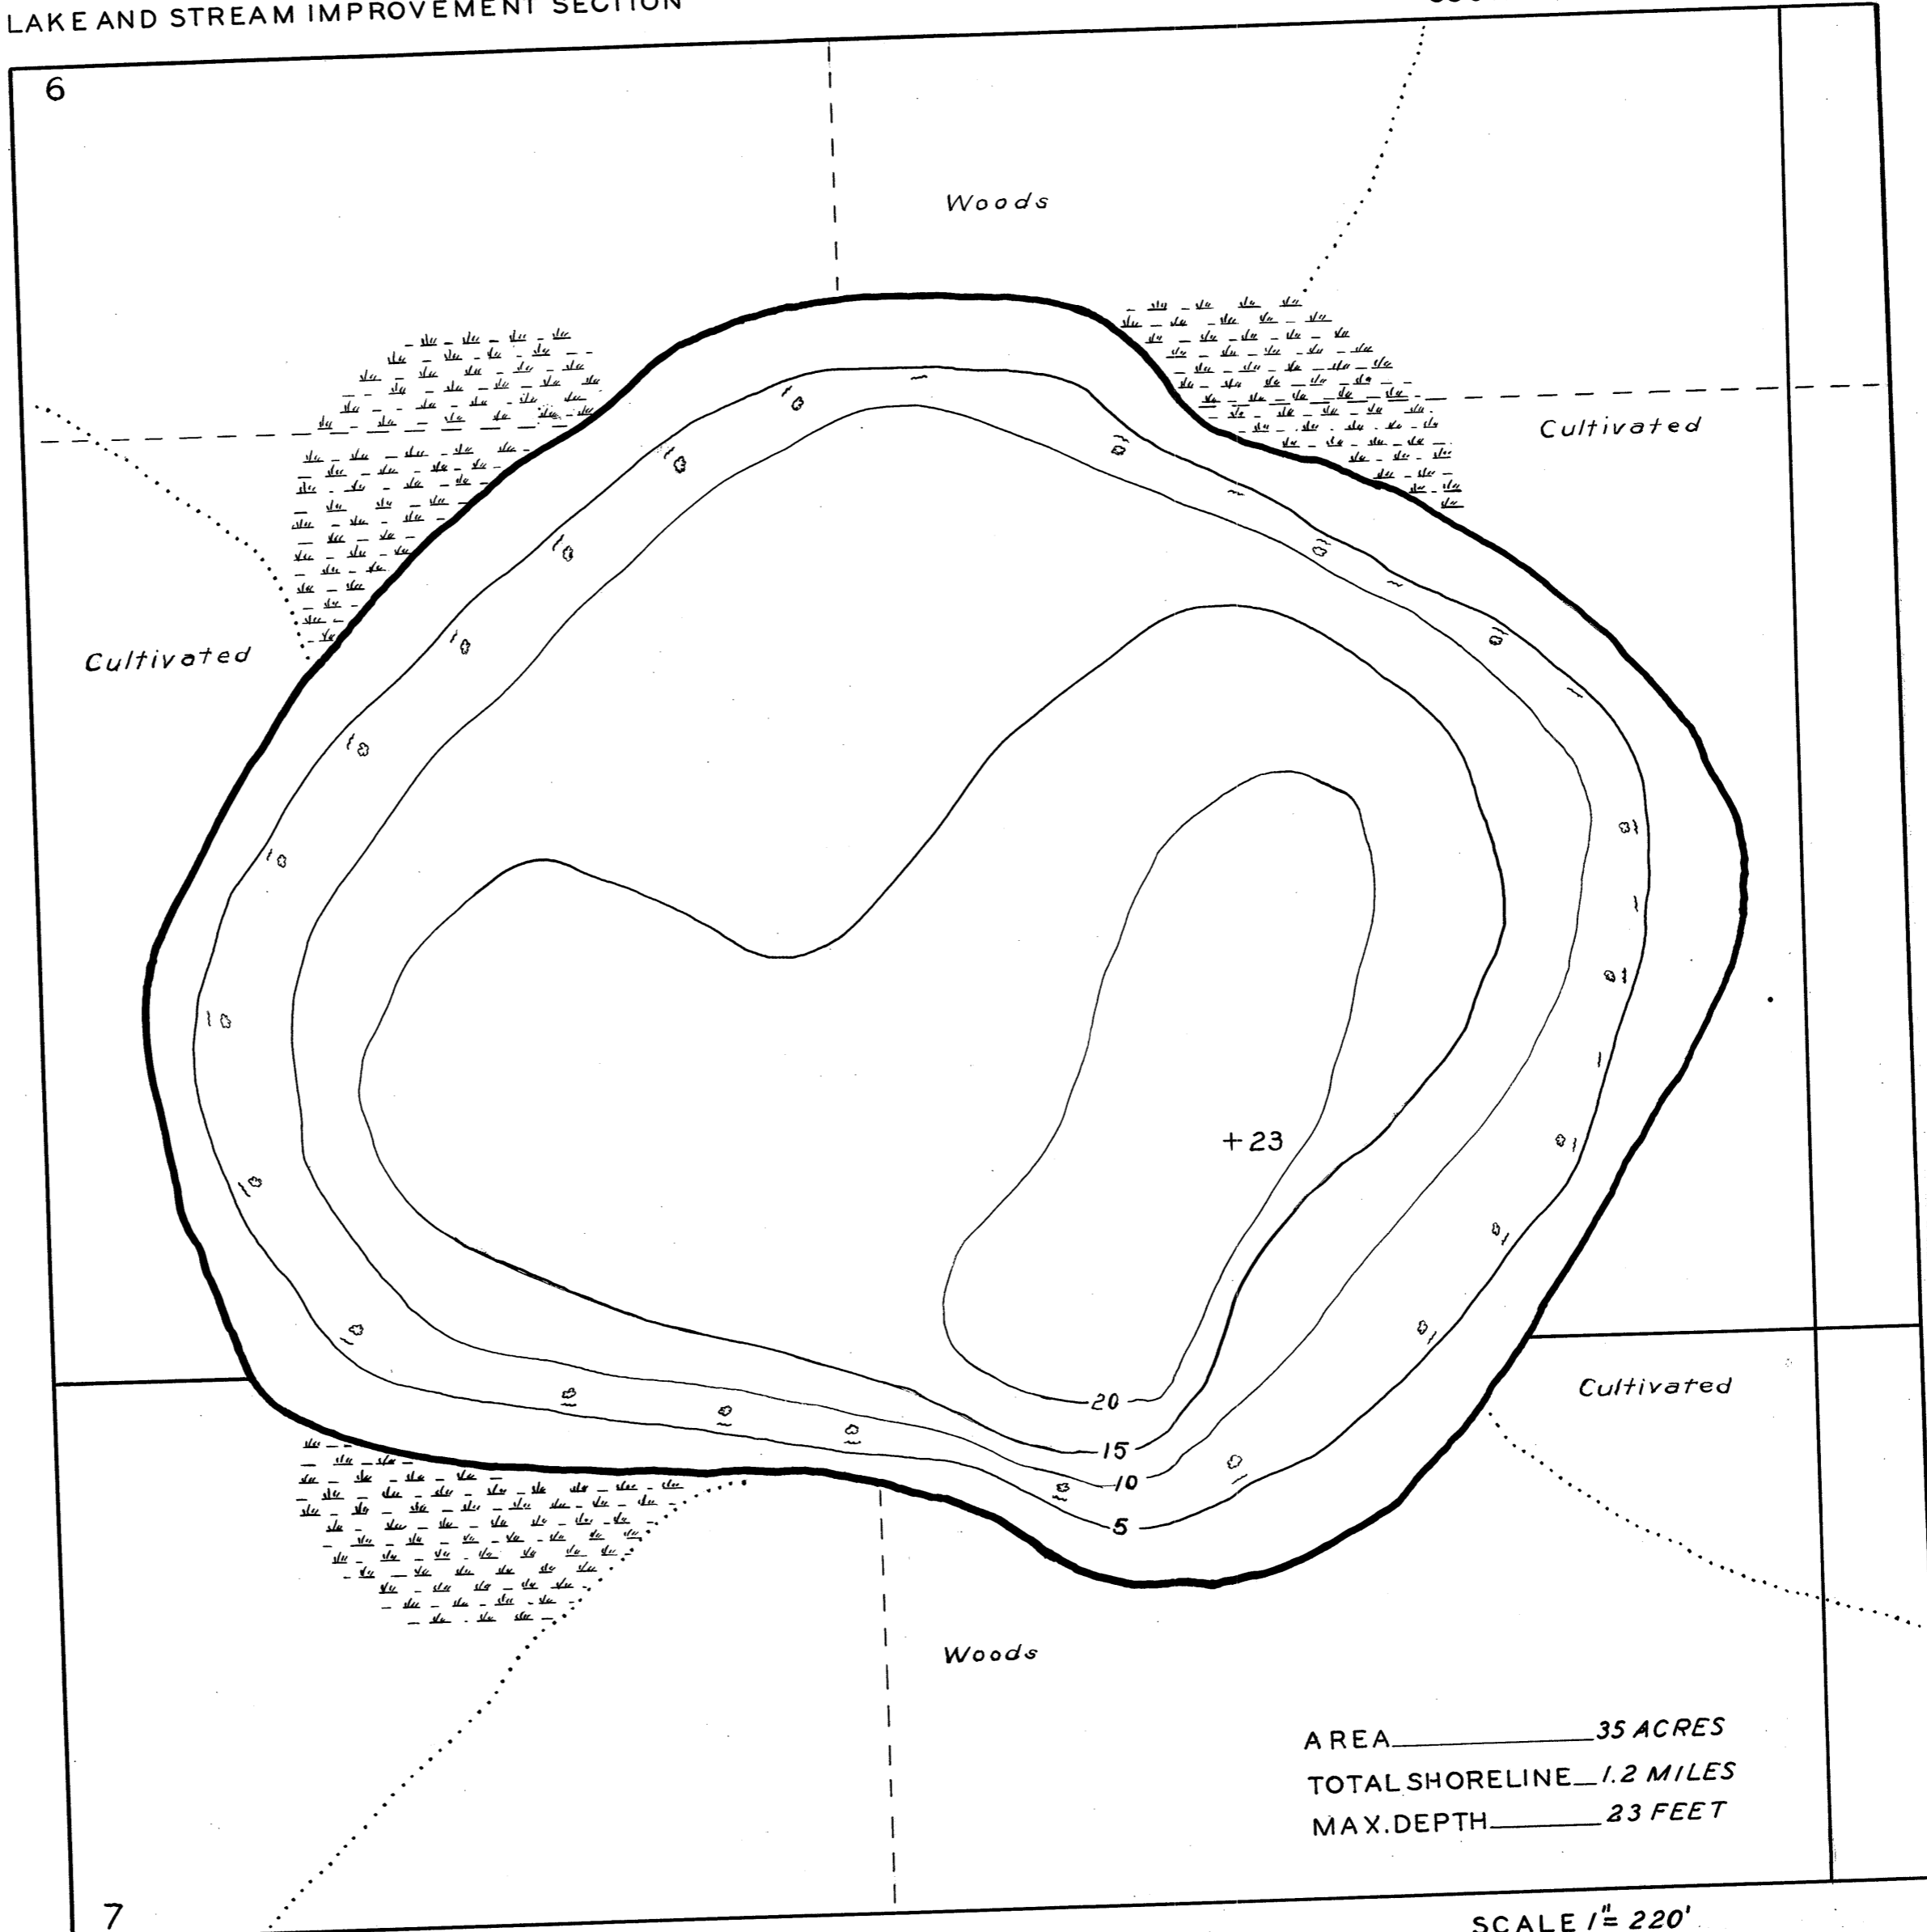 LAKE AND STREAM IMPROVEMENT SECTION
6
Woods
Cultivated
Cultivated
+23
20
Cultivated
15
10
5
Woods
AREA 35 ACRES
TOTAL SHORELINE 1.2 MILES
MAX. DEPTH 23 FEET
7
SCALE 1"= 220'